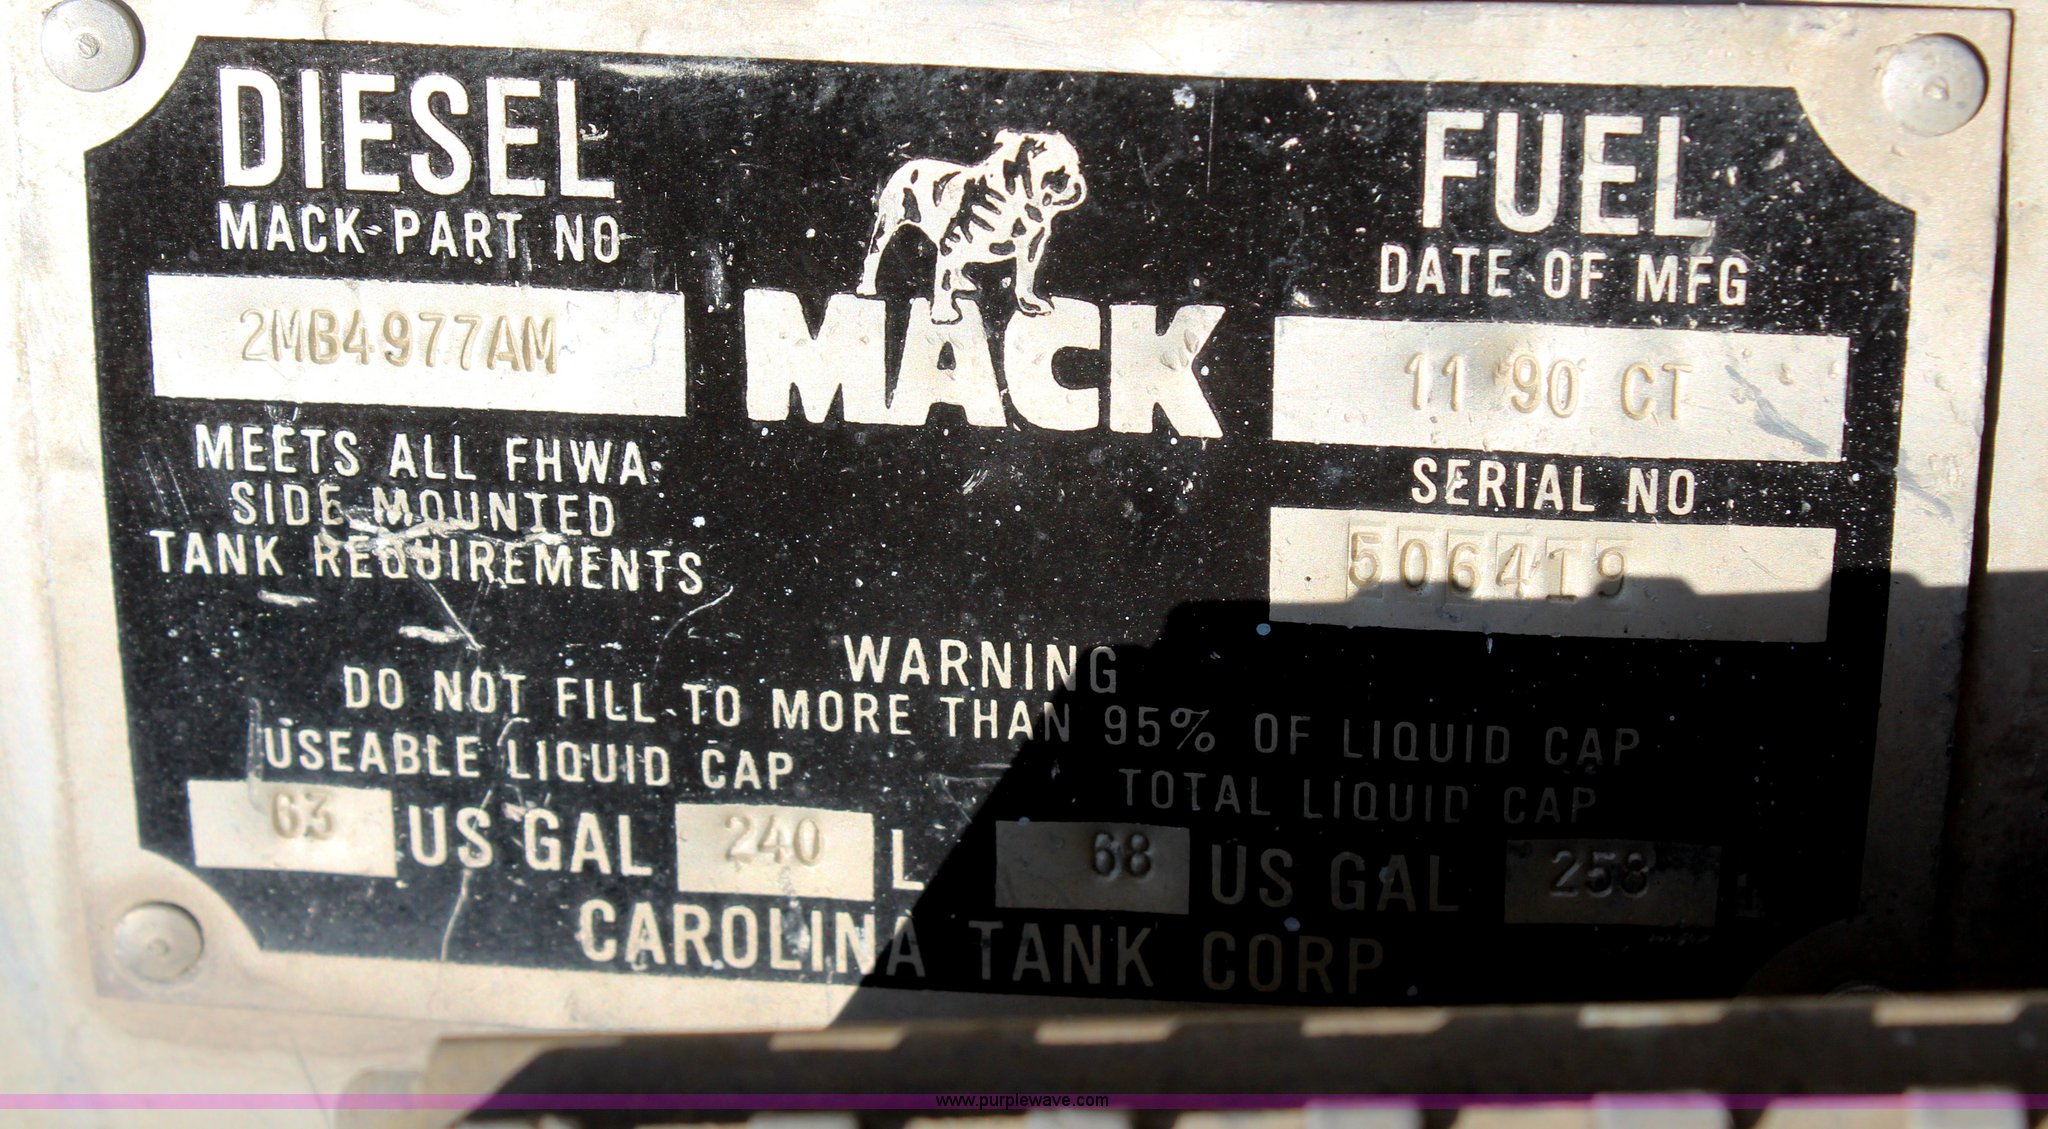 DIESEL
MACK-PART NO
2MB4977AM
MEETS ALL FHWA
SIDE MOUNTED
TANK REQUIREMENTS
MACK
FUEL
DATE OF MFG
11 90 CT
SERIAL NO
506419
WARNING
DO NOT FILL TO MORE THAN 95% OF LIQUID CAP
USEABLE LIQUID CAP
63 US GAL 240 L
TOTAL LIQUID CAP
68 US GAL 258
CAROLINA TANK CORP
www.purplewave.com